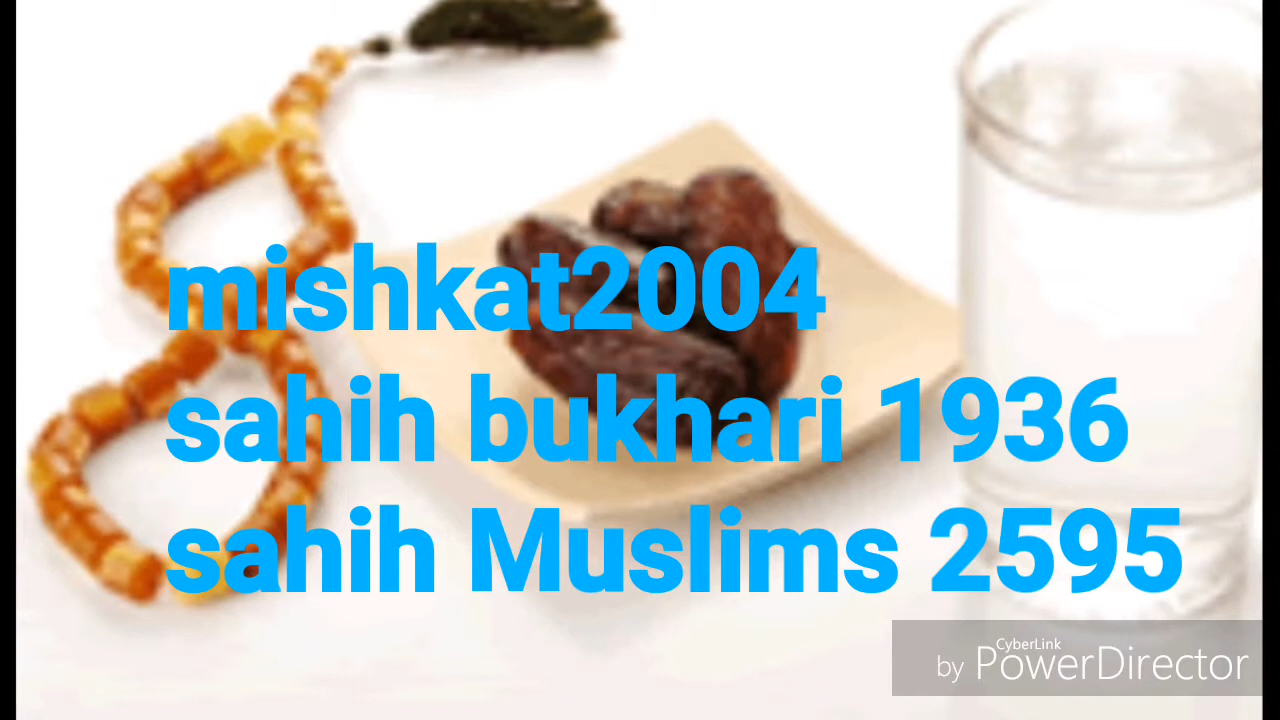 mishkat2004
sahih bukhari 1936
sahih Muslims 2595
CyberLink
by PowerDirector